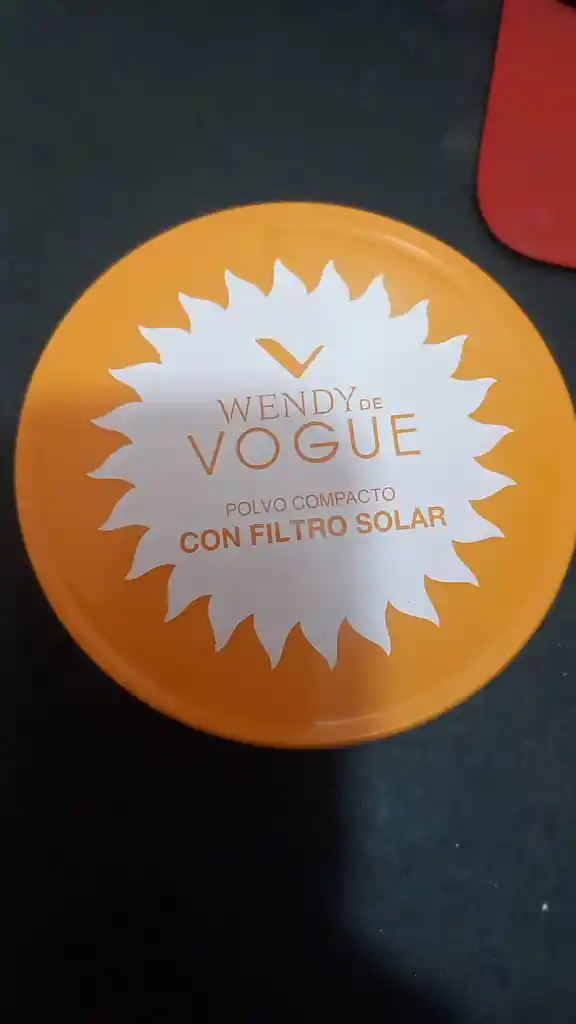 WENDY DE
VOGUE
POLVO COMPACTO
CON FILTRO SOLAR